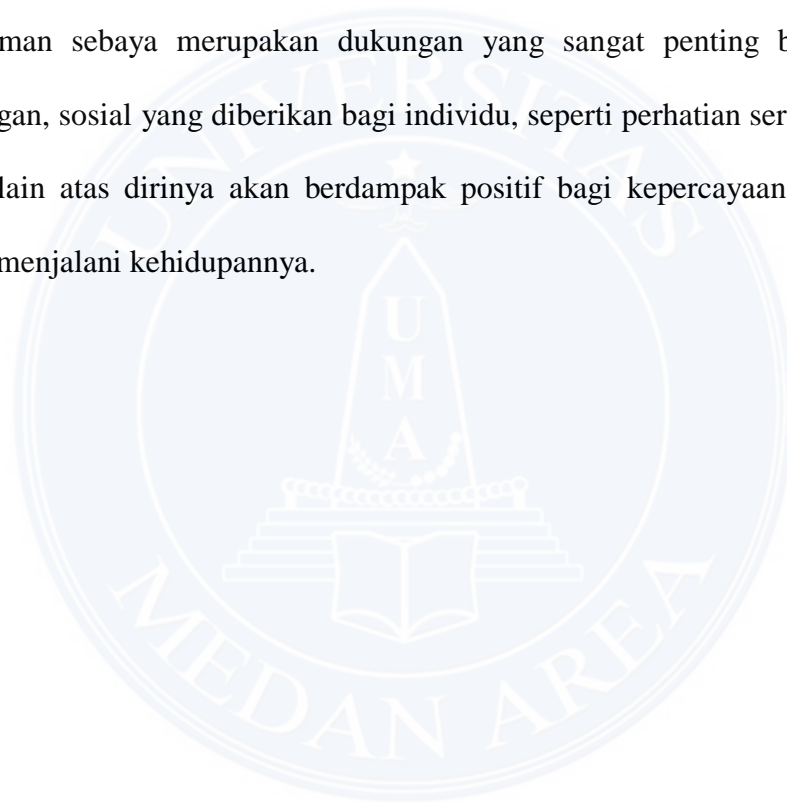 man sebaya merupakan dukungan yang sangat penting b
gan, sosial yang diberikan bagi individu, seperti perhatian ser
lain atas dirinya akan berdampak positif bagi kepercayaan
menjalani kehidupannya.
UNIVERSITAS
U
M
A
MEDAN AREA